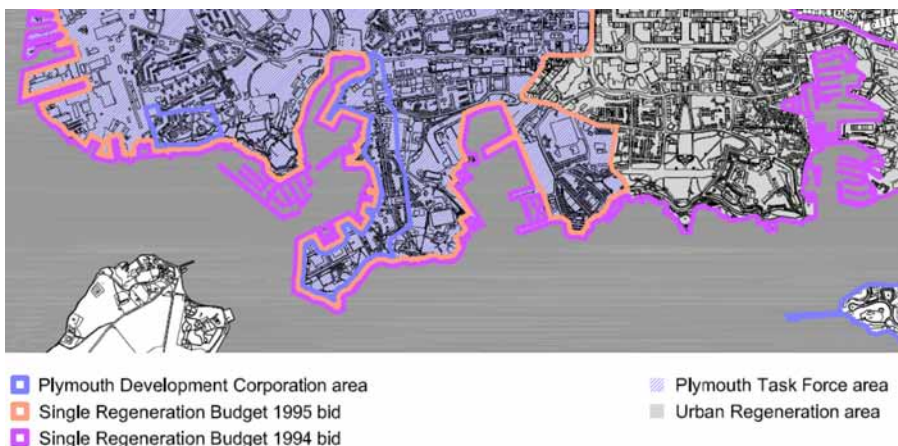 Plymouth Development Corporation area
Single Regeneration Budget 1995 bid
Single Regeneration Budget 1994 bid
Plymouth Task Force area
Urban Regeneration area